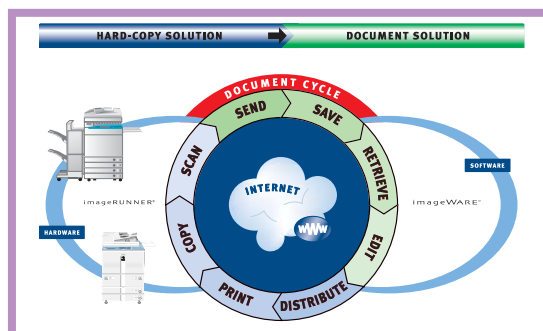 HARD-COPY SOLUTION
DOCUMENT SOLUTION
DOCUMENT CYCLE
SEND
SAVE
SCAN
RETRIEVE
INTERNET
SOFTWARE
imageRUNNER®
imageWARE™
www
HARDWARE
COPY
EDIT
PRINT
DISTRIBUTE